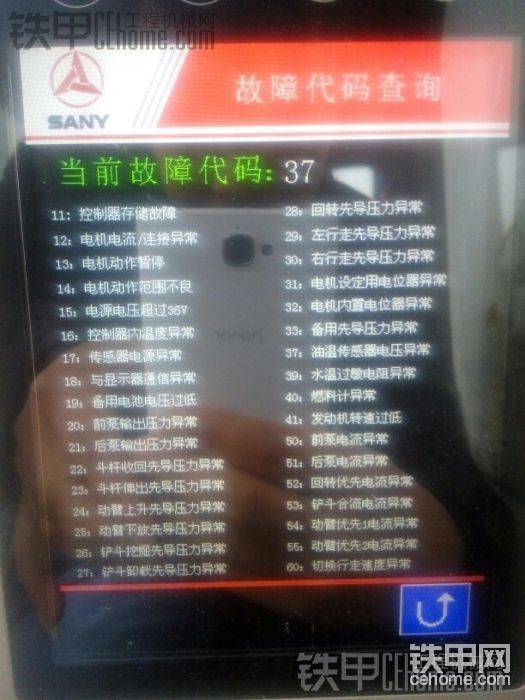 铁甲工程机械网
CEhome.com
SANY
故障代码查询
当前故障代码: 37
11: 控制器存储故障
12: 电机电流/连接异常
13: 电机动作暂停
14: 电机动作范围不良
15: 电源电压超过36V
16: 控制器内温度异常
17: 传感器电源异常
18: 与显示器通信异常
19: 备用电池电压过低
20: 前泵输出压力异常
21: 后泵输出压力异常
22: 斗杆收回先导压力异常
23: 斗杆伸出先导压力异常
24: 动臂上升先导压力异常
25: 动臂下放先导压力异常
26: 铲斗挖掘先导压力异常
27: 铲斗卸载先导压力异常
28: 回转先导压力异常
29: 左行走先导压力异常
30: 右行走先导压力异常
31: 电机设定用电位器异常
32: 电机内置电位器异常
33: 备用先导压力异常
37: 油温传感器电压异常
39: 水温过敏电阻异常
40: 燃料计异常
41: 发动机转速过低
50: 前泵电流异常
51: 后泵电流异常
52: 回转优先电流异常
53: 铲斗合流电流异常
54: 动臂优先1电流异常
55: 动臂优先2电流异常
60: 切换行走速度异常
honor
铁甲网
cehome.com
铁甲CEhome.com